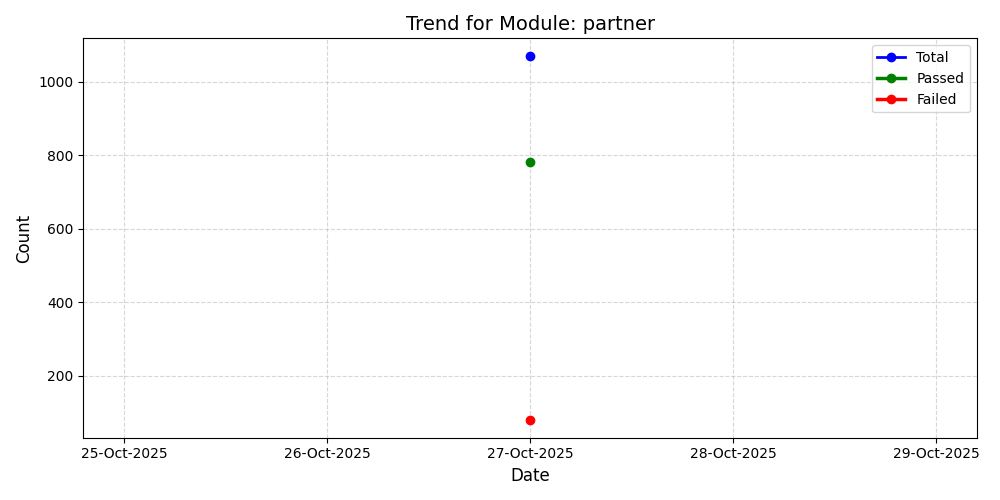 Trend for Module: partner
Total
Passed
Failed
Count
1000
800
600
400
200
25-Oct-2025
26-Oct-2025
27-Oct-2025
28-Oct-2025
29-Oct-2025
Date